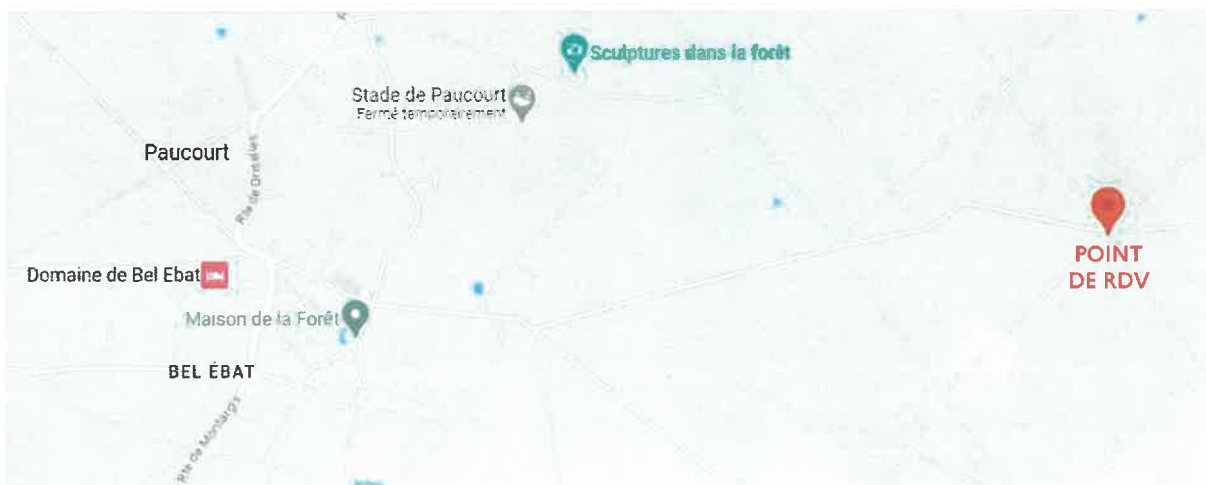 Sculptures dans la forêt
Stade de Paucourt
Fermé temporairement
Paucourt
Domaine de Bel Ebat
Maison de la Forêt
BEL ÉBAT
POINT
DE RDV